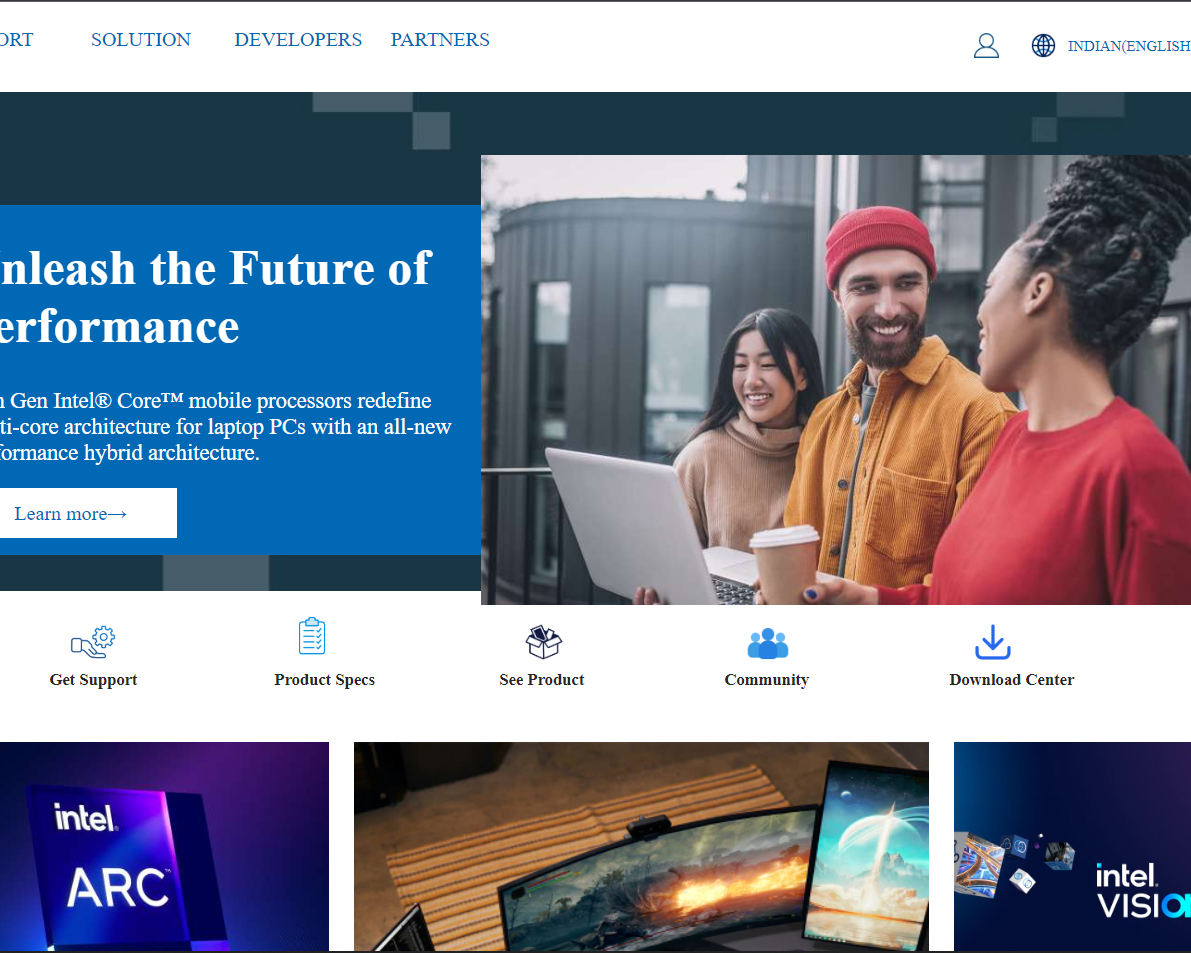 ORT SOLUTION DEVELOPERS PARTNERS INDIAN(ENGLISH
nleash the Future of
erformance
n Gen Intel® Core™ mobile processors redefine
ti-core architecture for laptop PCs with an all-new
formance hybrid architecture.
Learn more→
Get Support Product Specs See Product Community Download Center
intel.
ARC™
intel.
VISION